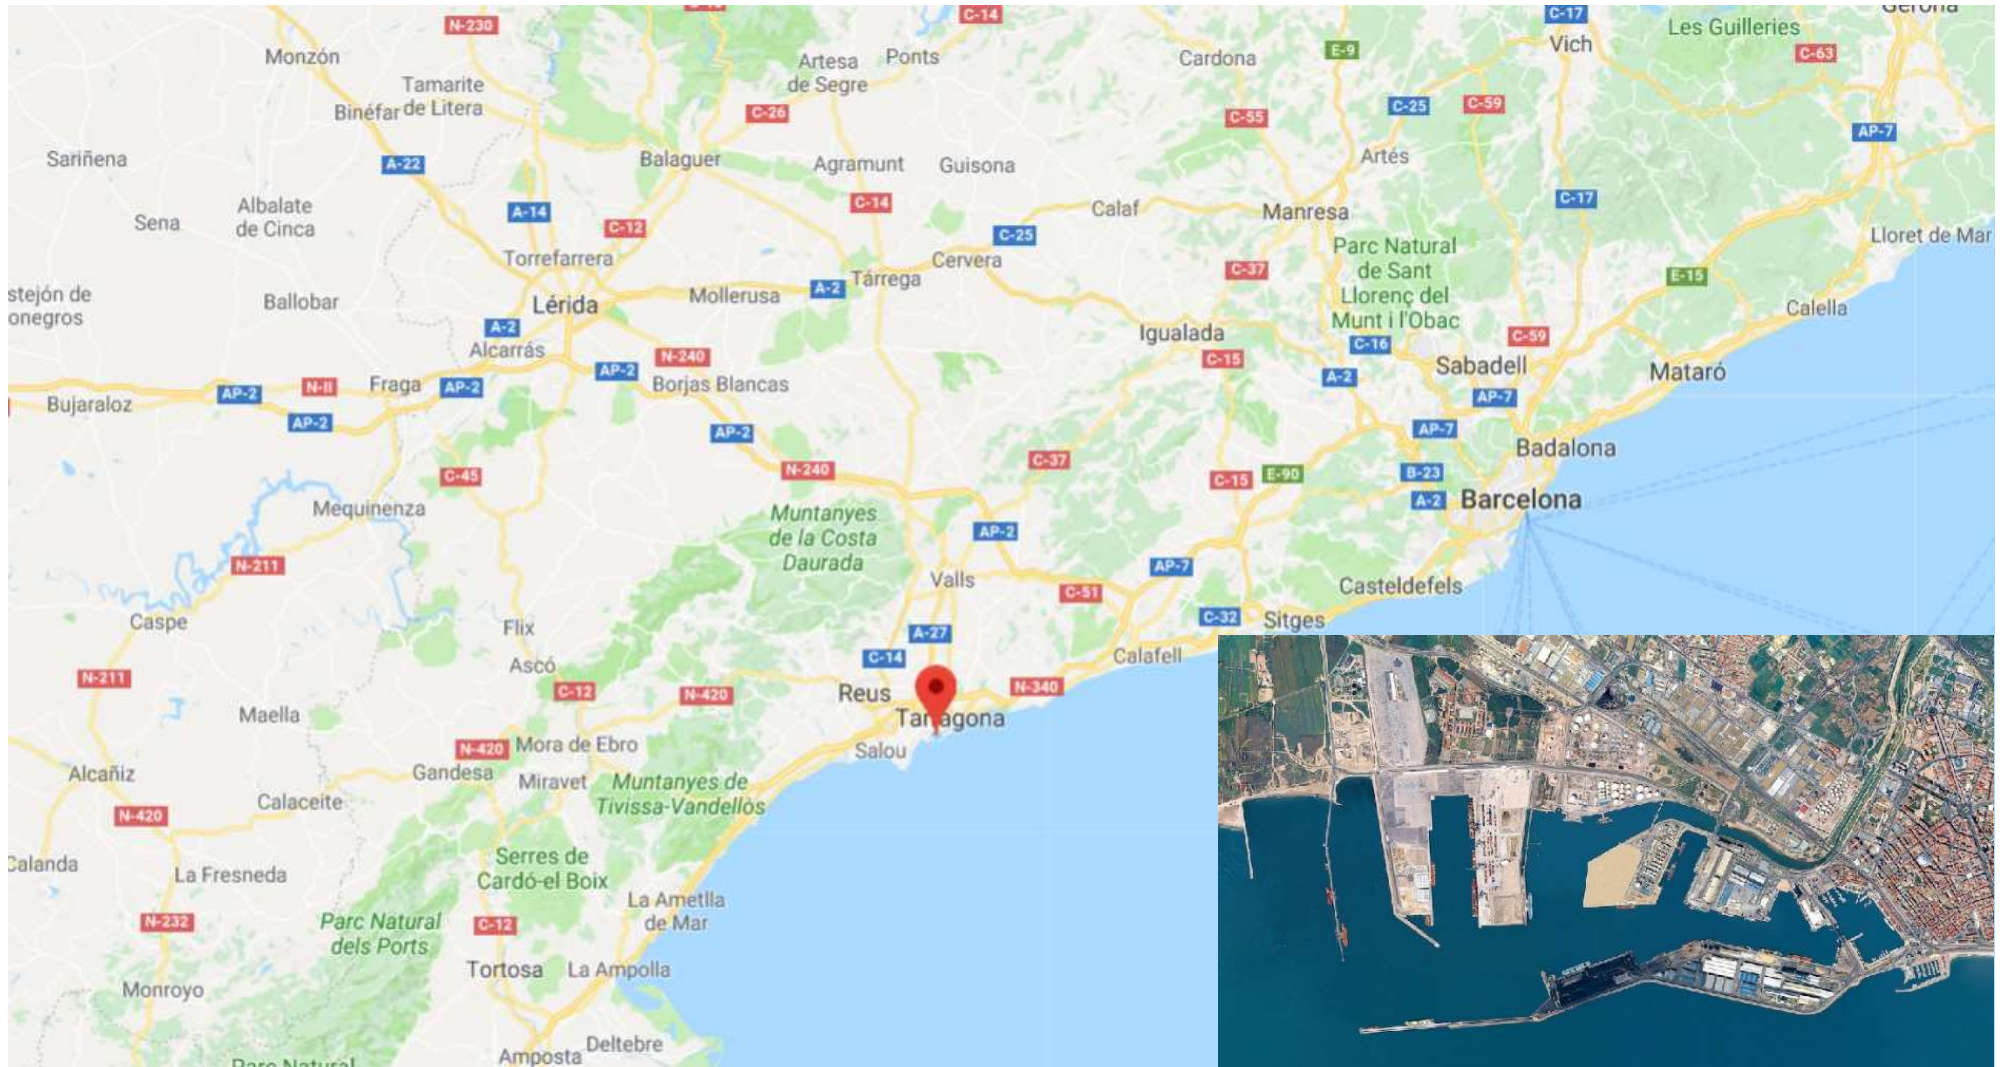 N-230
C-14
C-17
Les Guilleries
Monzón
Artesa
de Segre
Ponts
Cardona
E-9
Vich
C-63
Tamarite
de Litera
Binéfar
C-26
C-55
C-25
C-59
AP-7
Sariñena
A-22
Balaguer
Agramunt
Guisona
Artés
Albalate
de Cinca
Sena
A-14
C-12
C-14
Calaf
Manresa
C-17
C-25
Lloret de Mar
Torrefarrera
Cervera
Parc Natural
de Sant
Llorenç del
Munt i l'Obac
C-37
E-15
Tárrega
stejón de
onegros
Ballobar
Lérida
Mollerusa
A-2
Calella
A-2
Alcarrás
Igualada
C-16
C-59
N-240
C-15
Sabadell
Mataró
AP-2
N-II
Fraga
AP-2
AP-2
Borjas Blancas
A-2
AP-7
Bujaraloz
AP-2
AP-2
AP-7
Badalona
C-45
N-240
C-37
C-15
E-90
B-23
A-2
Barcelona
Mequinenza
Muntanyes
de la Costa
Daurada
AP-2
N-211
Valls
C-51
AP-7
Casteldefels
Caspe
Flix
A-27
C-32
Sitges
Ascó
C-14
Calafell
N-211
C-12
N-420
Reus
N-340
Maella
Tarragona
N-420
Mora de Ebro
Salou
Alcañiz
Gandesa
Miravet
Muntanyes de
Tivissa-Vandellòs
Calaceite
N-420
Calanda
La Fresneda
Serres de
Cardó-el Boix
La Ametlla
de Mar
N-232
Parc Natural
dels Ports
C-12
Tortosa
La Ampolla
Monroyo
Amposta
Deltebre